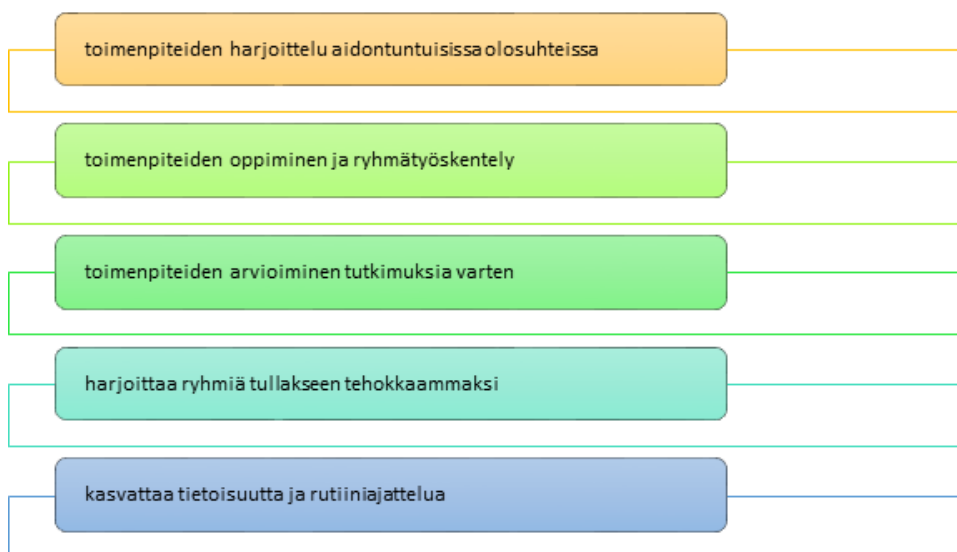 toimenpiteiden harjoittelu aidontuntuisissa olosuhteissa
toimenpiteiden oppiminen ja ryhmätyöskentely
toimenpiteiden arvioiminen tutkimuksia varten
harjoittaa ryhmiä tullakseen tehokkaammaksi
kasvattaa tietoisuutta ja rutiiniajattelua